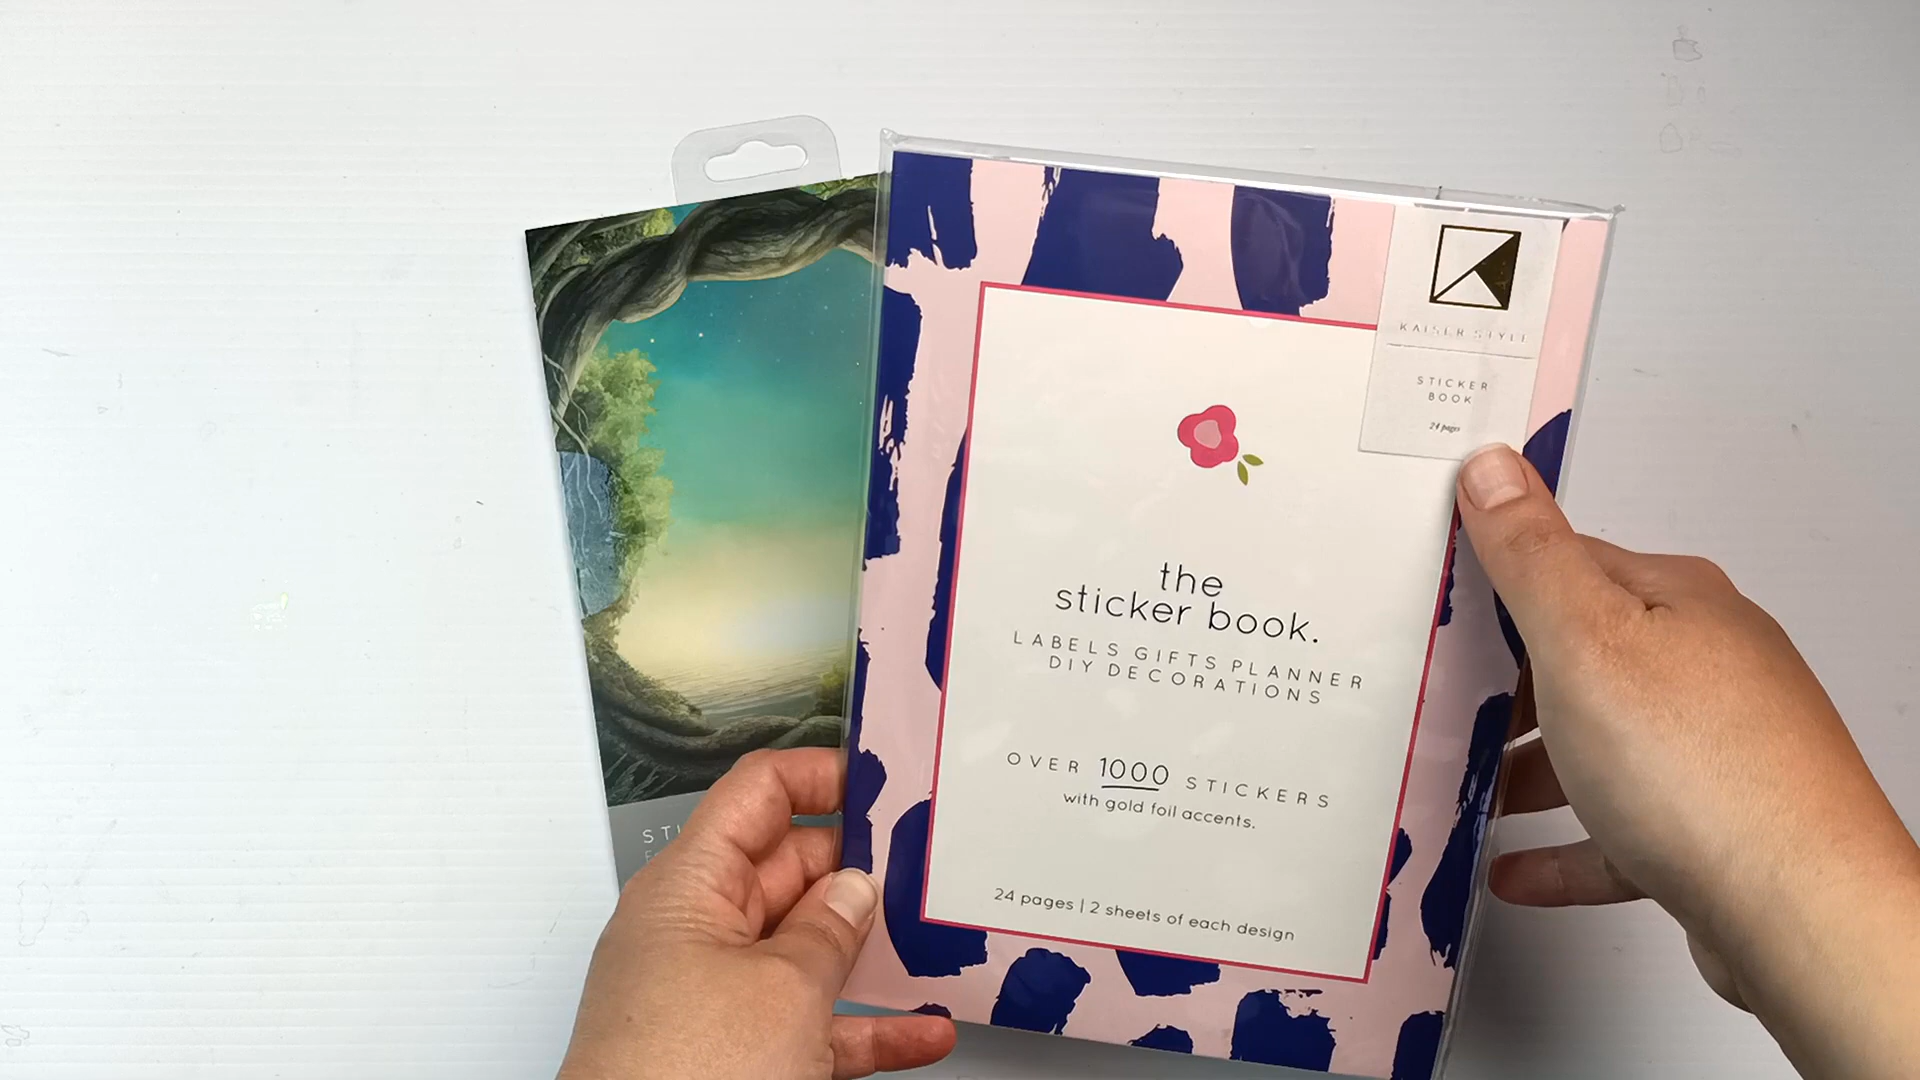 KAISER STYLE
STICKER
BOOK
24 pages
the
sticker book.
LABELS GIFTS PLANNER
DIY DECORATIONS
OVER 1000 STICKERS
with gold foil accents.
24 pages | 2 sheets of each design